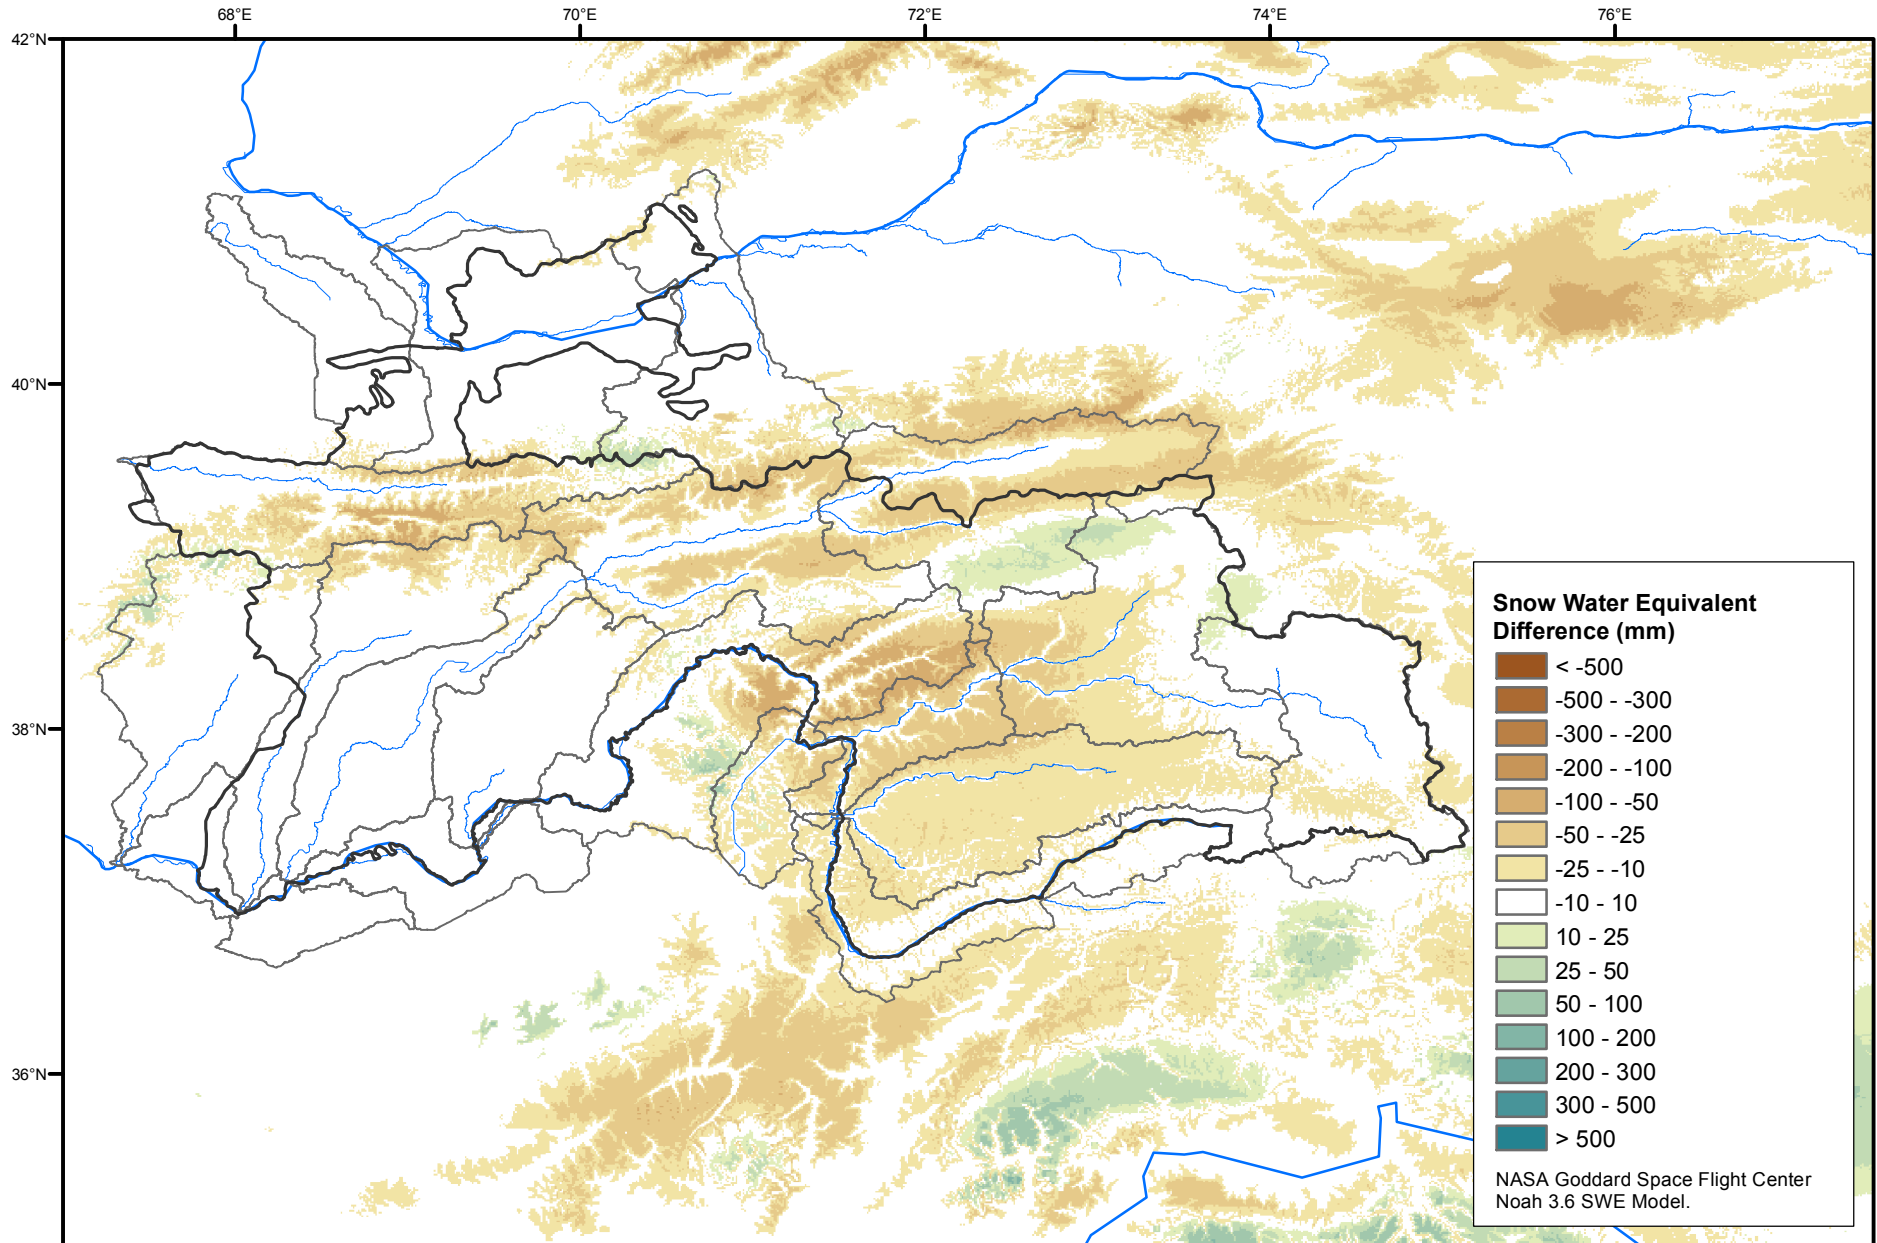 68°E 70°E 72°E 74°E 76°E
42°N
40°N
38°N
36°N
Snow Water Equivalent
Difference (mm)
< -500
-500 - -300
-300 - -200
-200 - -100
-100 - -50
-50 - -25
-25 - -10
-10 - 10
10 - 25
25 - 50
50 - 100
100 - 200
200 - 300
300 - 500
> 500
NASA Goddard Space Flight Center
Noah 3.6 SWE Model.